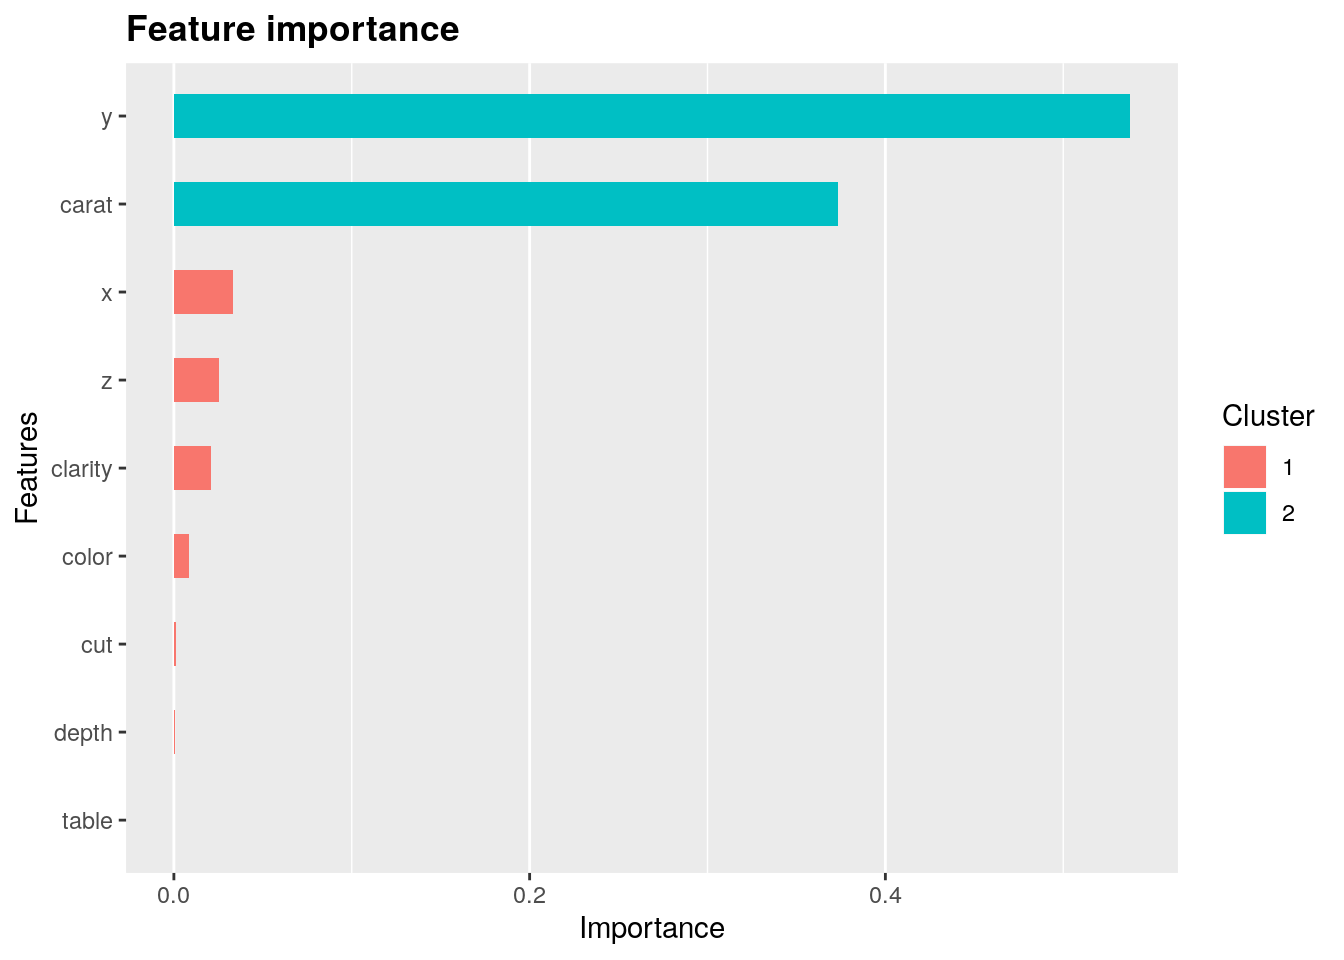 Feature importance
y
carat
x
z
clarity
color
cut
depth
table
Features
0.0 0.2 0.4
Importance
Cluster
1
2